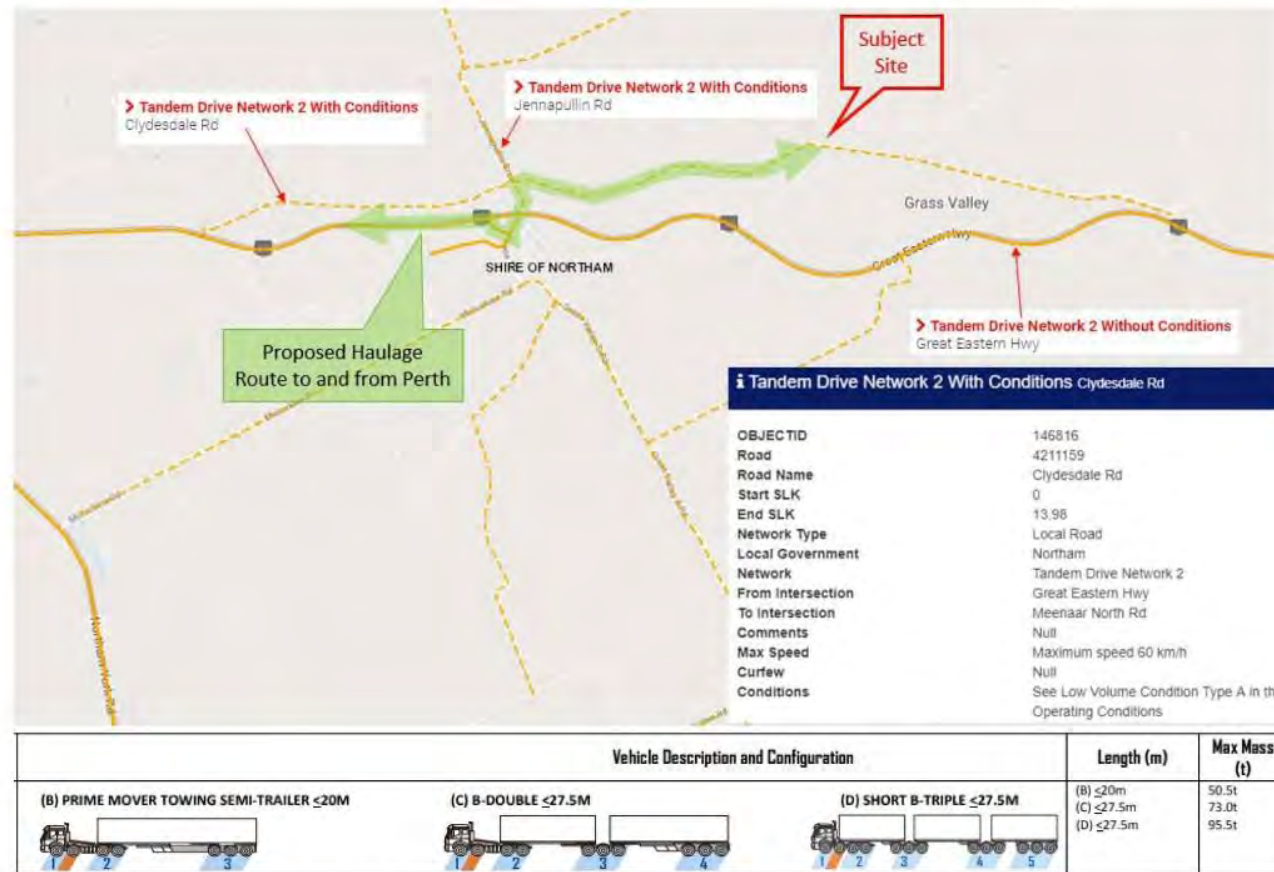 Subject
Site
> Tandem Drive Network 2 With Conditions
Jennapullin Rd
> Tandem Drive Network 2 With Conditions
Clydesdale Rd
Grass Valley
Great Eastern Hwy
SHIRE OF NORTHAM
> Tandem Drive Network 2 Without Conditions
Great Eastern Hwy
Proposed Haulage
Route to and from Perth
Northam York Rd
i Tandem Drive Network 2 With Conditions Clydesdale Rd
OBJECTID 146816
Road 4211159
Road Name Clydesdale Rd
Start SLK 0
End SLK 13.98
Network Type Local Road
Local Government Northam
Network Tandem Drive Network 2
From Intersection Great Eastern Hwy
To Intersection Meenaar North Rd
Comments Null
Max Speed Maximum speed 60 km/h
Curfew Null
Conditions See Low Volume Condition Type A in th
Operating Conditions
Vehicle Description and Configuration Length (m) Max Mass
(t)
(B) PRIME MOVER TOWING SEMI-TRAILER ≤20M (C) B-DOUBLE ≤27.5M (D) SHORT B-TRIPLE ≤27.5M
(B) ≤20m 50.5t
(C) ≤27.5m 73.0t
(D) ≤27.5m 95.5t
1 2 3 1 2 3 4 1 2 3 4 5